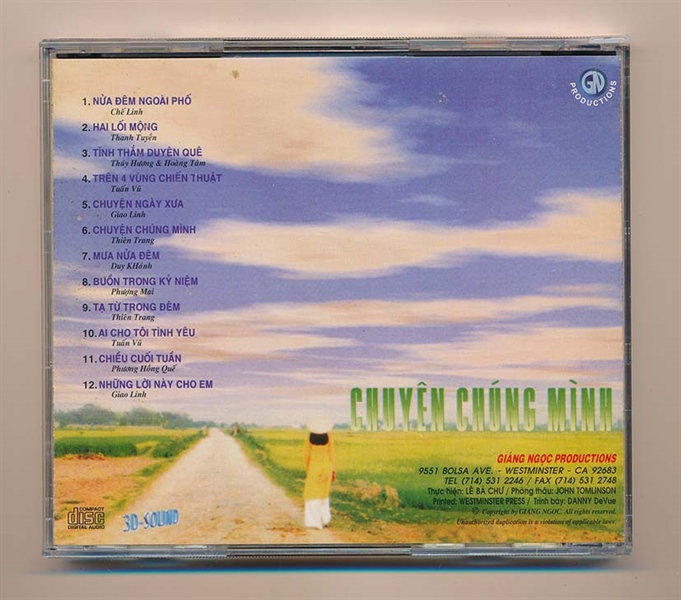 GN
PRODUCTIONS
1. NỬA ĐÊM NGOÀI PHỐ
Chế Linh
2. HAI LỐI MỘNG
Thanh Tuyền
3. TÌNH THẮM DUYÊN QUÊ
Thùy Hương & Hoàng Tâm
4. TRÊN 4 VÙNG CHIẾN THUẬT
Tuấn Vũ
5. CHUYỆN NGÀY XƯA
Giao Linh
6. CHUYỆN CHÚNG MÌNH
Thiên Trang
7. MƯA NỬA ĐÊM
Duy KHánh
8. BUỒN TRONG KỶ NIỆM
Phượng Mai
9. TẠ TỪ TRONG ĐÊM
Thiên Trang
10. AI CHO TÔI TÌNH YÊU
Tuấn Vũ
11. CHIỀU CUỐI TUẦN
Phương Hồng Quế
12. NHỮNG LỜI NÀY CHO EM
Giao Linh
CHUYỆN CHÚNG MÌNH
GIÁNG NGỌC PRODUCTIONS
9551 BOLSA AVE. - WESTMINSTER - CA 92683
TEL (714) 531 2246 / FAX (714) 531 2748
Thực hiện: LÊ BÁ CHƯ / Phòng thâu: JOHN TOMLINSON
Printed: WESTMINSTER PRESS / Trình bày: DANNY DeVue
© Copyright by GIANG NGOC. All rights reserved.
Unauthorized duplication is a violation of applicable laws.
COMPACT
disc
DIGITAL AUDIO
3D-SOUND